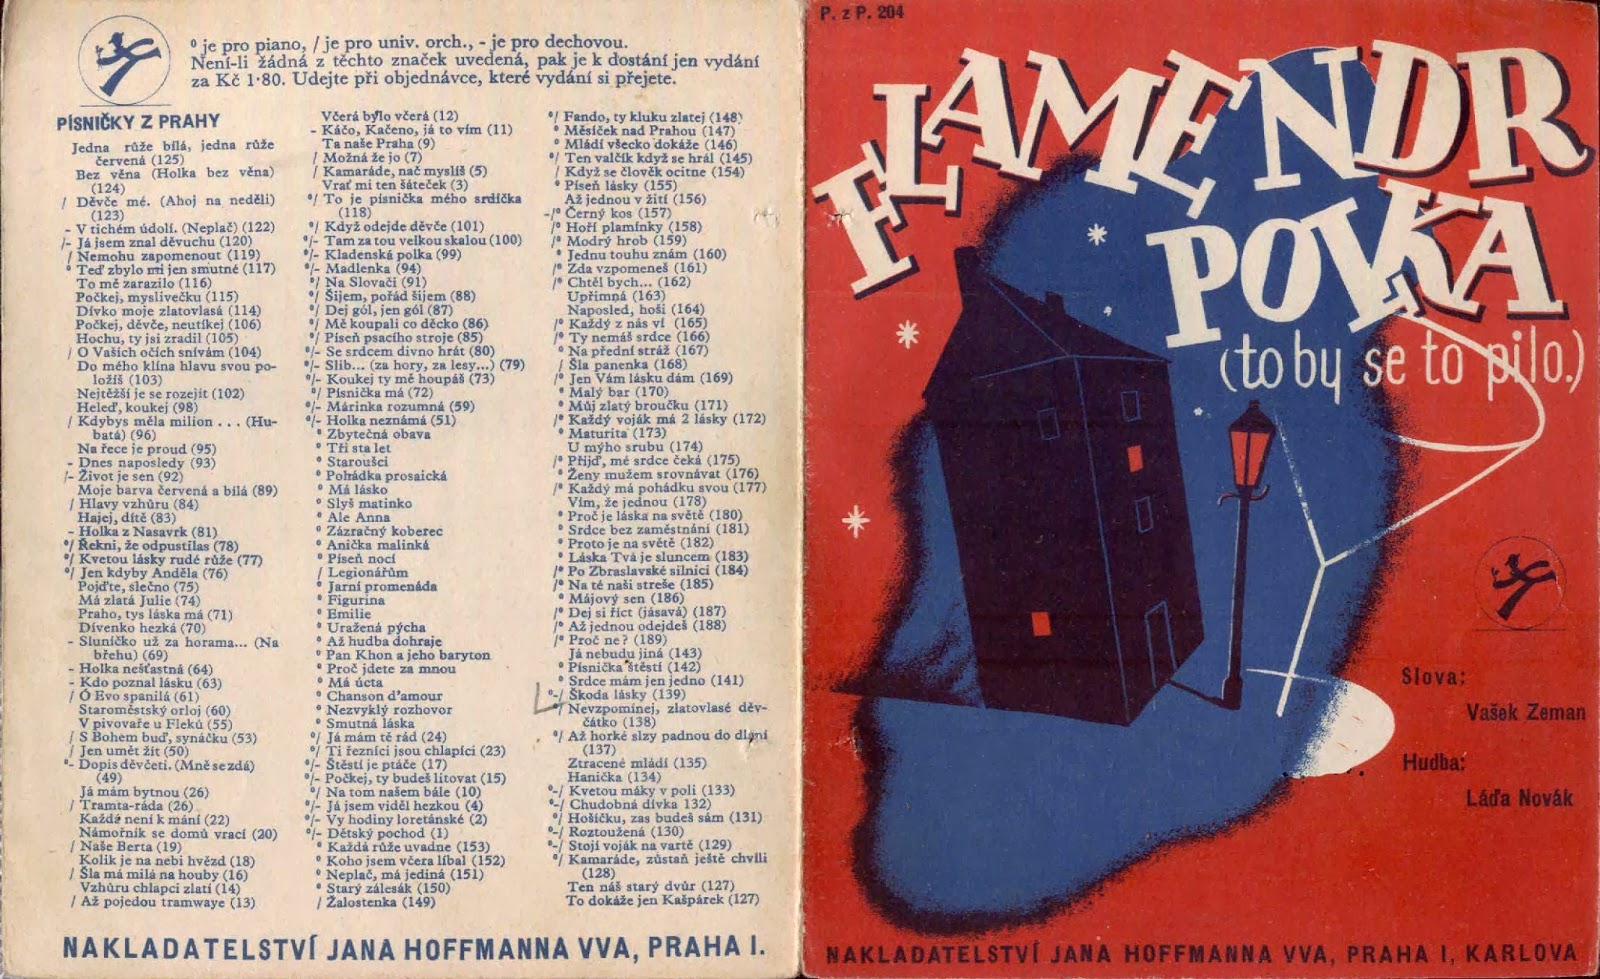 ° je pro piano, / je pro univ. orch., - je pro dechovou.
Není-li žádná z těchto značek uvedená, pak je k dostání jen vydání
za Kč 1·80. Udejte při objednávce, které vydání si přejete.
PÍSNIČKY Z PRAHY
Jedna růže bílá, jedna růže
červená (125)
Bez věna (Holka bez věna)
(124)
/ Děvče mé. (Ahoj na neděli)
(123)
- V tichém údolí. (Neplač) (122)
/- Já jsem znal děvuchu (120)
/ Nemohu zapomenout (119)
° Teď zbylo mi jen smutné (117)
To mě zarazilo (116)
Počkej, myslivečku (115)
Dívko moje zlatovlasá (114)
Počkej, děvče, neutíkej (106)
Hochu, ty jsi zradil (105)
/ O Vašich očích snívám (104)
Do mého klína hlavu svou po-
ložíš (103)
Nejtěžší je se rozejít (102)
Heleď, koukej (98)
/ Kdybys měla milion . . . (Hu-
batá) (96)
Na řece je proud (95)
- Dnes naposledy (93)
/- Život je sen (92)
Moje barva červená a bílá (89)
/ Hlavy vzhůru (84)
Hajej, dítě (83)
- Holka z Nasavrk (81)
°/ Řekni, že odpustilas (78)
°/ Kvetou lásky rudé růže (77)
°/ Jen kdyby Anděla (76)
Pojďte, slečno (75)
Má zlatá Julie (74)
Praho, tys láska má (71)
Dívenko hezká (70)
- Sluníčko už za horama... (Na
břehu) (69)
- Holka nešťastná (64)
- Kdo poznal lásku (63)
/ Ó Evo spanilá (61)
Staroměstský orloj (60)
V pivovaře u Fleků (55)
/ S Bohem buď, synáčku (53)
/ Jen umět žít (50)
°- Dopis děvčeti. (Mně se zdá)
(49)
Já mám bytnou (26)
/ Tramta-ráda (26)
Každá není k mání (22)
Námořník se domů vrací (20)
/ Naše Berta (19)
Kolik je na nebi hvězd (18)
/ Šla má milá na houby (16)
Vzhůru chlapci zlatí (14)
/ Až pojedou tramwaye (13)
Včera bylo včera (12)
- Káčo, Kačeno, já to vím (11)
Ta naše Praha (9)
/ Možná že jo (7)
/ Kamaráde, nač myslíš (5)
Vrať mi ten šáteček (3)
°/ To je písnička mého srdíčka
(118)
°/ Když odejde děvče (101)
°/- Tam za tou velkou skalou (100)
°/- Kladenská polka (99)
°/- Madlenka (94)
°/ Na Slovači (91)
°/ Šijem, pořád šijem (88)
°/ Dej gól, jen gól (87)
°/ Mě koupali co děcko (86)
°/ Píseň psacího stroje (85)
°/- Se srdcem divno hrát (80)
°/- Slib... (za hory, za lesy...) (79)
°/- Koukej ty mě houpáš (73)
°/ Písnička má (72)
°/- Márinka rozumná (59)
°/- Holka neznámá (51)
° Zbytečná obava
° Tři sta let
° Staroušci
° Pohádka prosaická
° Má lásko
° Slyš matinko
° Ale Anna
° Zázračný koberec
° Anička malinká
° Píseň nocí
/ Legionářům
° Jarní promenáda
° Figurina
° Emilie
° Uražená pýcha
° Až hudba dohraje
° Pan Khon a jeho baryton
° Proč jdete za mnou
° Má úcta
° Chanson d'amour
° Nezvyklý rozhovor
° Smutná láska
°/ Já mám tě rád (24)
°/ Ti řezníci jsou chlapíci (23)
°/- Štěstí je ptáče (17)
°/- Počkej, ty budeš litovat (15)
°/ Na tom našem bále (10)
°/- Já jsem viděl hezkou (4)
°/- Vy hodiny loretánské (2)
°/- Dětský pochod (1)
° Každá růže uvadne (153)
° Koho jsem včera líbal (152)
° Neplač, má jediná (151)
° Starý zálesák (150)
/ Žalostenka (149)
°/ Fando, ty kluku zlatej (148)
° Měsíček nad Prahou (147)
° Mládí všecko dokáže (146)
°/ Ten valčík když se hrál (145)
/ Když se člověk ocitne (154)
° Píseň lásky (155)
Až jednou v žití (156)
-/° Černý kos (157)
/° Hoří plamínky (158)
/° Modrý hrob (159)
° Jednu touhu znám (160)
/° Zda vzpomeneš (161)
/° Chtěl bych... (162)
Upřímná (163)
Naposled, hoši (164)
/° Každý z nás ví (165)
/° Ty nemáš srdce (166)
° Na přední stráž (167)
/ Šla panenka (168)
/° Jen Vám lásku dám (169)
° Malý bar (170)
° Můj zlatý broučku (171)
/° Každý voják má 2 lásky (172)
° Maturita (173)
U mýho srubu (174)
/° Přijď, mé srdce čeká (175)
° Ženy mužem srovnávat (176)
/° Každý má pohádku svou (177)
Vím, že jednou (178)
° Proč je láska na světě (180)
° Srdce bez zaměstnání (181)
° Proto je na světě (182)
° Láska Tvá je sluncem (183)
/° Po Zbraslavské silnici (184)
/° Na té naši streše (185)
° Májový sen (186)
/° Dej si říct (jásavá) (187)
/° Až jednou odejdeš (188)
/° Proč ne? (189)
Já nebudu jiná (143)
° Písnička štěstí (142)
° Srdce mám jen jedno (141)
°-/ Škoda lásky (139)
°/ Nevzpomínej, zlatovlasé děv-
čátko (138)
°/ Až horké slzy padnou do dlaní
(137)
Ztracené mládí (135)
Hanička (134)
°-/ Kvetou máky v poli (133)
°-/ Chudobná dívka 132)
°/ Hošíčku, zas budeš sám (131)
°-/ Roztoužená (130)
°-/ Stojí voják na vartě (129)
°/ Kamaráde, zůstaň ještě chvíli
(128)
Ten náš starý dvůr (127)
To dokáže jen Kašpárek (127)
NAKLADATELSTVÍ JANA HOFFMANNA VVA, PRAHA I.
P. z P. 204
FLAMENDR
POLKA
(to by se to pilo.)
Slova:
Vašek Zeman
Hudba:
Láďa Novák
NAKLADATELSTVÍ JANA HOFFMANNA VVA, PRAHA I, KARLOVA